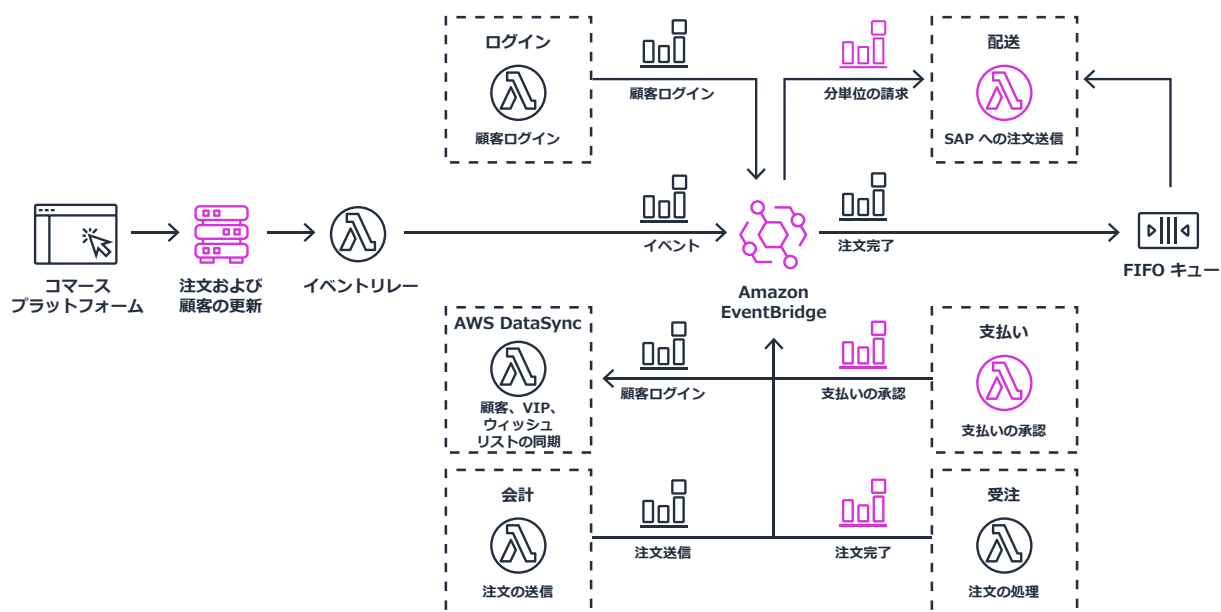 ログイン
顧客ログイン
顧客ログイン
分単位の請求
配送
SAP への注文送信
コマース
プラットフォーム
注文および
顧客の更新
イベントリレー
イベント
Amazon
EventBridge
注文完了
FIFO キュー
AWS DataSync
顧客、VIP、
ウィッシュ
リストの同期
顧客ログイン
支払いの承認
支払い
支払いの承認
会計
注文の送信
注文送信
注文完了
受注
注文の処理